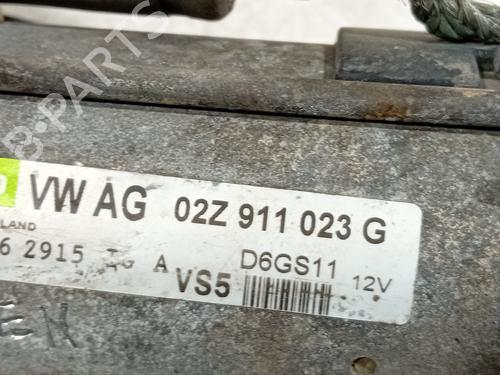 B-PARTS
VW AG 02Z 911 023 G
LAND
6 2915 A VS5 D6GS11 12V